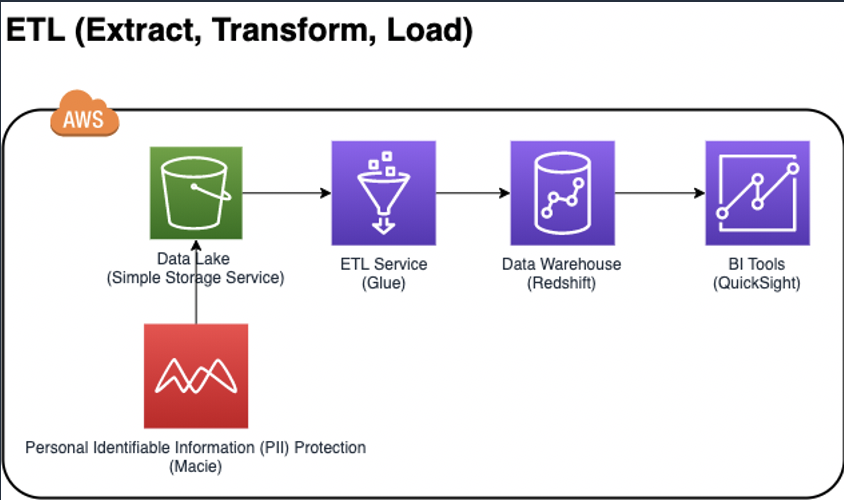 ETL (Extract, Transform, Load)
AWS
Data Lake
(Simple Storage Service)
ETL Service
(Glue)
Data Warehouse
(Redshift)
BI Tools
(QuickSight)
Personal Identifiable Information (PII) Protection
(Macie)